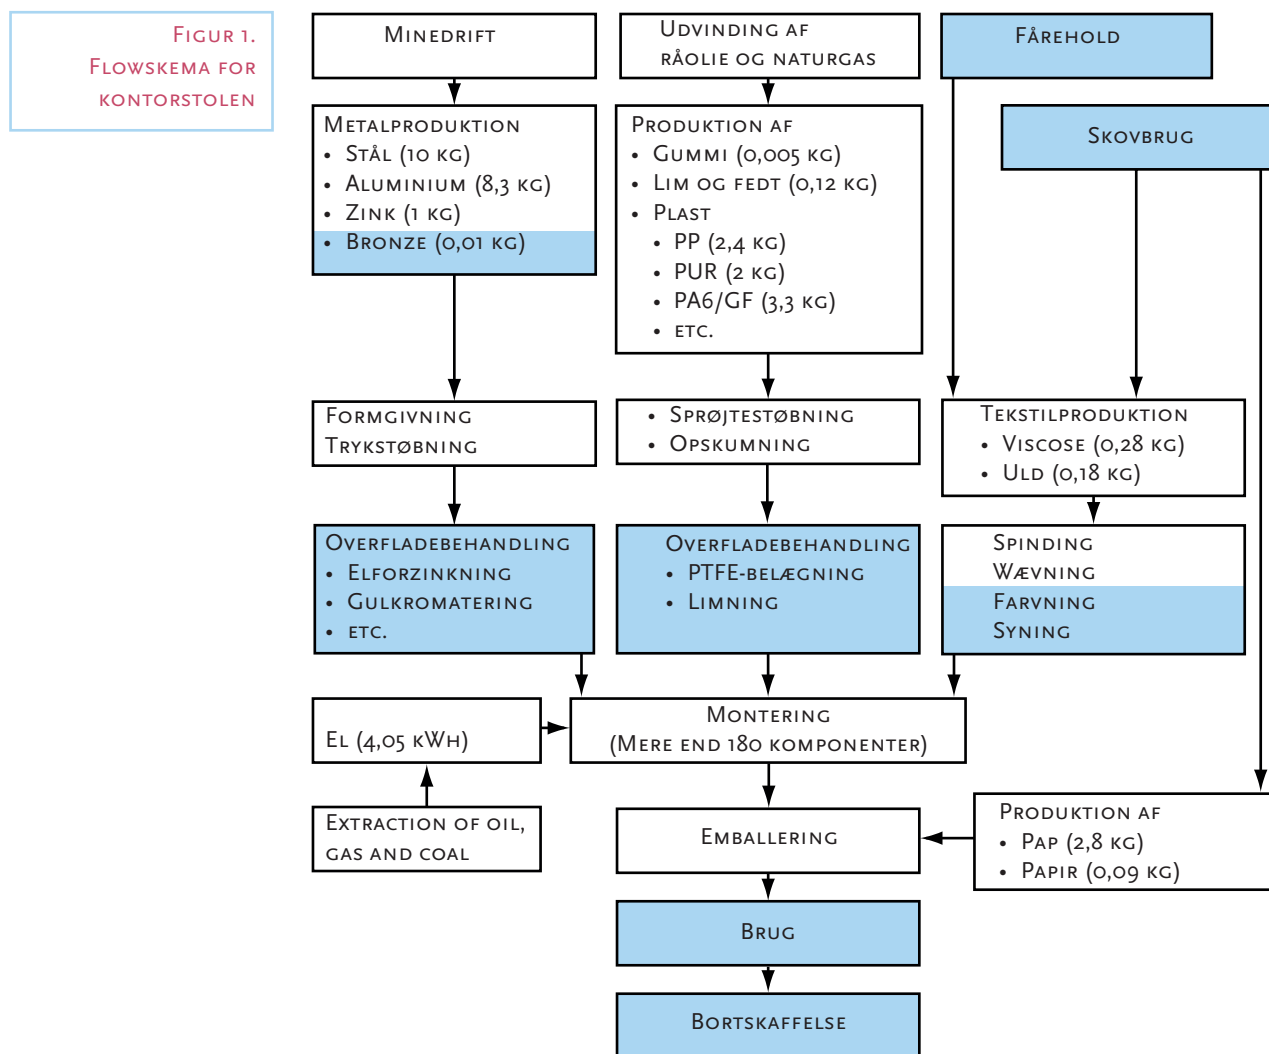 Figur 1.
Flowskema for
kontorstolen
Minedrift
Udvinding af
råolie og naturgas
Fårehold
Skovbrug
Metalproduktion
• Stål (10 kg)
• Aluminium (8,3 kg)
• Zink (1 kg)
• Bronze (0,01 kg)
Produktion af
• Gummi (0,005 kg)
• Lim og fedt (0,12 kg)
• Plast
• PP (2,4 kg)
• PUR (2 kg)
• PA6/GF (3,3 kg)
• etc.
Formgivning
Trykstøbning
• Sprøjtestøbning
• Opskumning
Tekstilproduktion
• Viscose (0,28 kg)
• Uld (0,18 kg)
Overfladebehandling
• Elforzinkning
• Gulkromatering
• etc.
Overfladebehandling
• PTFE-belægning
• Limning
Spinding
Wævning
Farvning
Syning
El (4,05 kWh)
Montering
(Mere end 180 komponenter)
Extraction of oil,
gas and coal
Emballering
Produktion af
• Pap (2,8 kg)
• Papir (0,09 kg)
Brug
Bortskaffelse